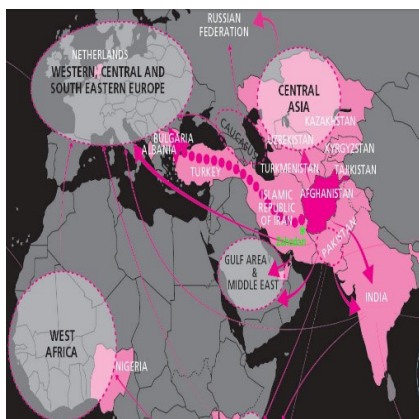 RUSSIAN
FEDERATION
NETHERLANDS
WESTERN, CENTRAL AND
SOUTH EASTERN EUROPE
CENTRAL
ASIA
KAZAKHSTAN
UZBEKISTAN
KYRGYZSTAN
CAUCASUS
BULGARIA
ALBANIA
TURKEY
TURKMENISTAN
TAJIKISTAN
ISLAMIC
REPUBLIC
OF IRAN
AFGHANISTAN
PAKISTAN
GULF AREA
&
MIDDLE EAST
INDIA
WEST
AFRICA
NIGERIA